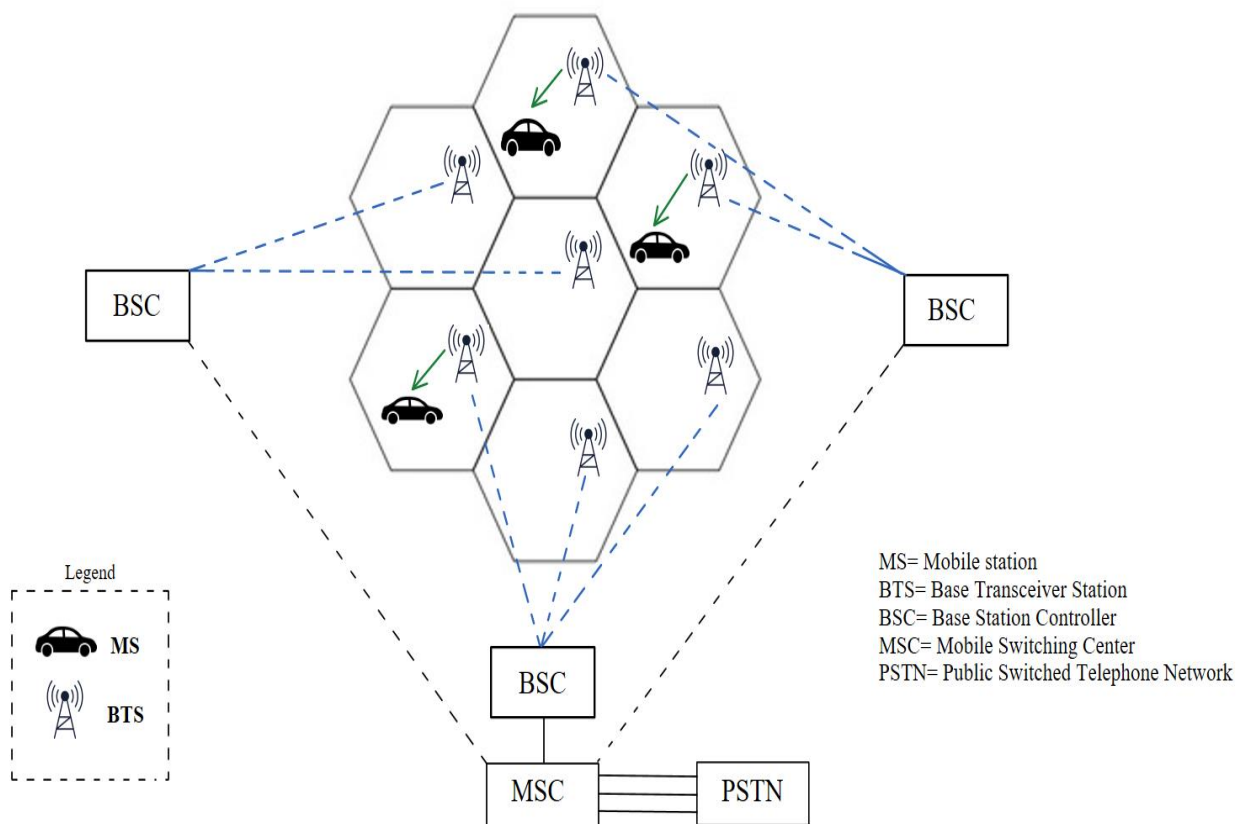 BSC
BSC
Legend
MS
BTS
MS= Mobile station
BTS= Base Transceiver Station
BSC= Base Station Controller
MSC= Mobile Switching Center
PSTN= Public Switched Telephone Network
BSC
MSC
PSTN